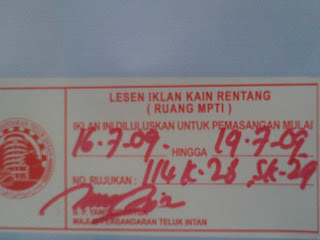 LESEN IKLAN KAIN RENTANG
( RUANG MPTI )
IKLAN INI DILULUSKAN UNTUK PEMASANGAN MULAI
16.7.09. HINGGA 19.7.09
NO. RUJUKAN : 114 K-28, SK-29
MAJLIS PERBANDARAN TELUK INTAN